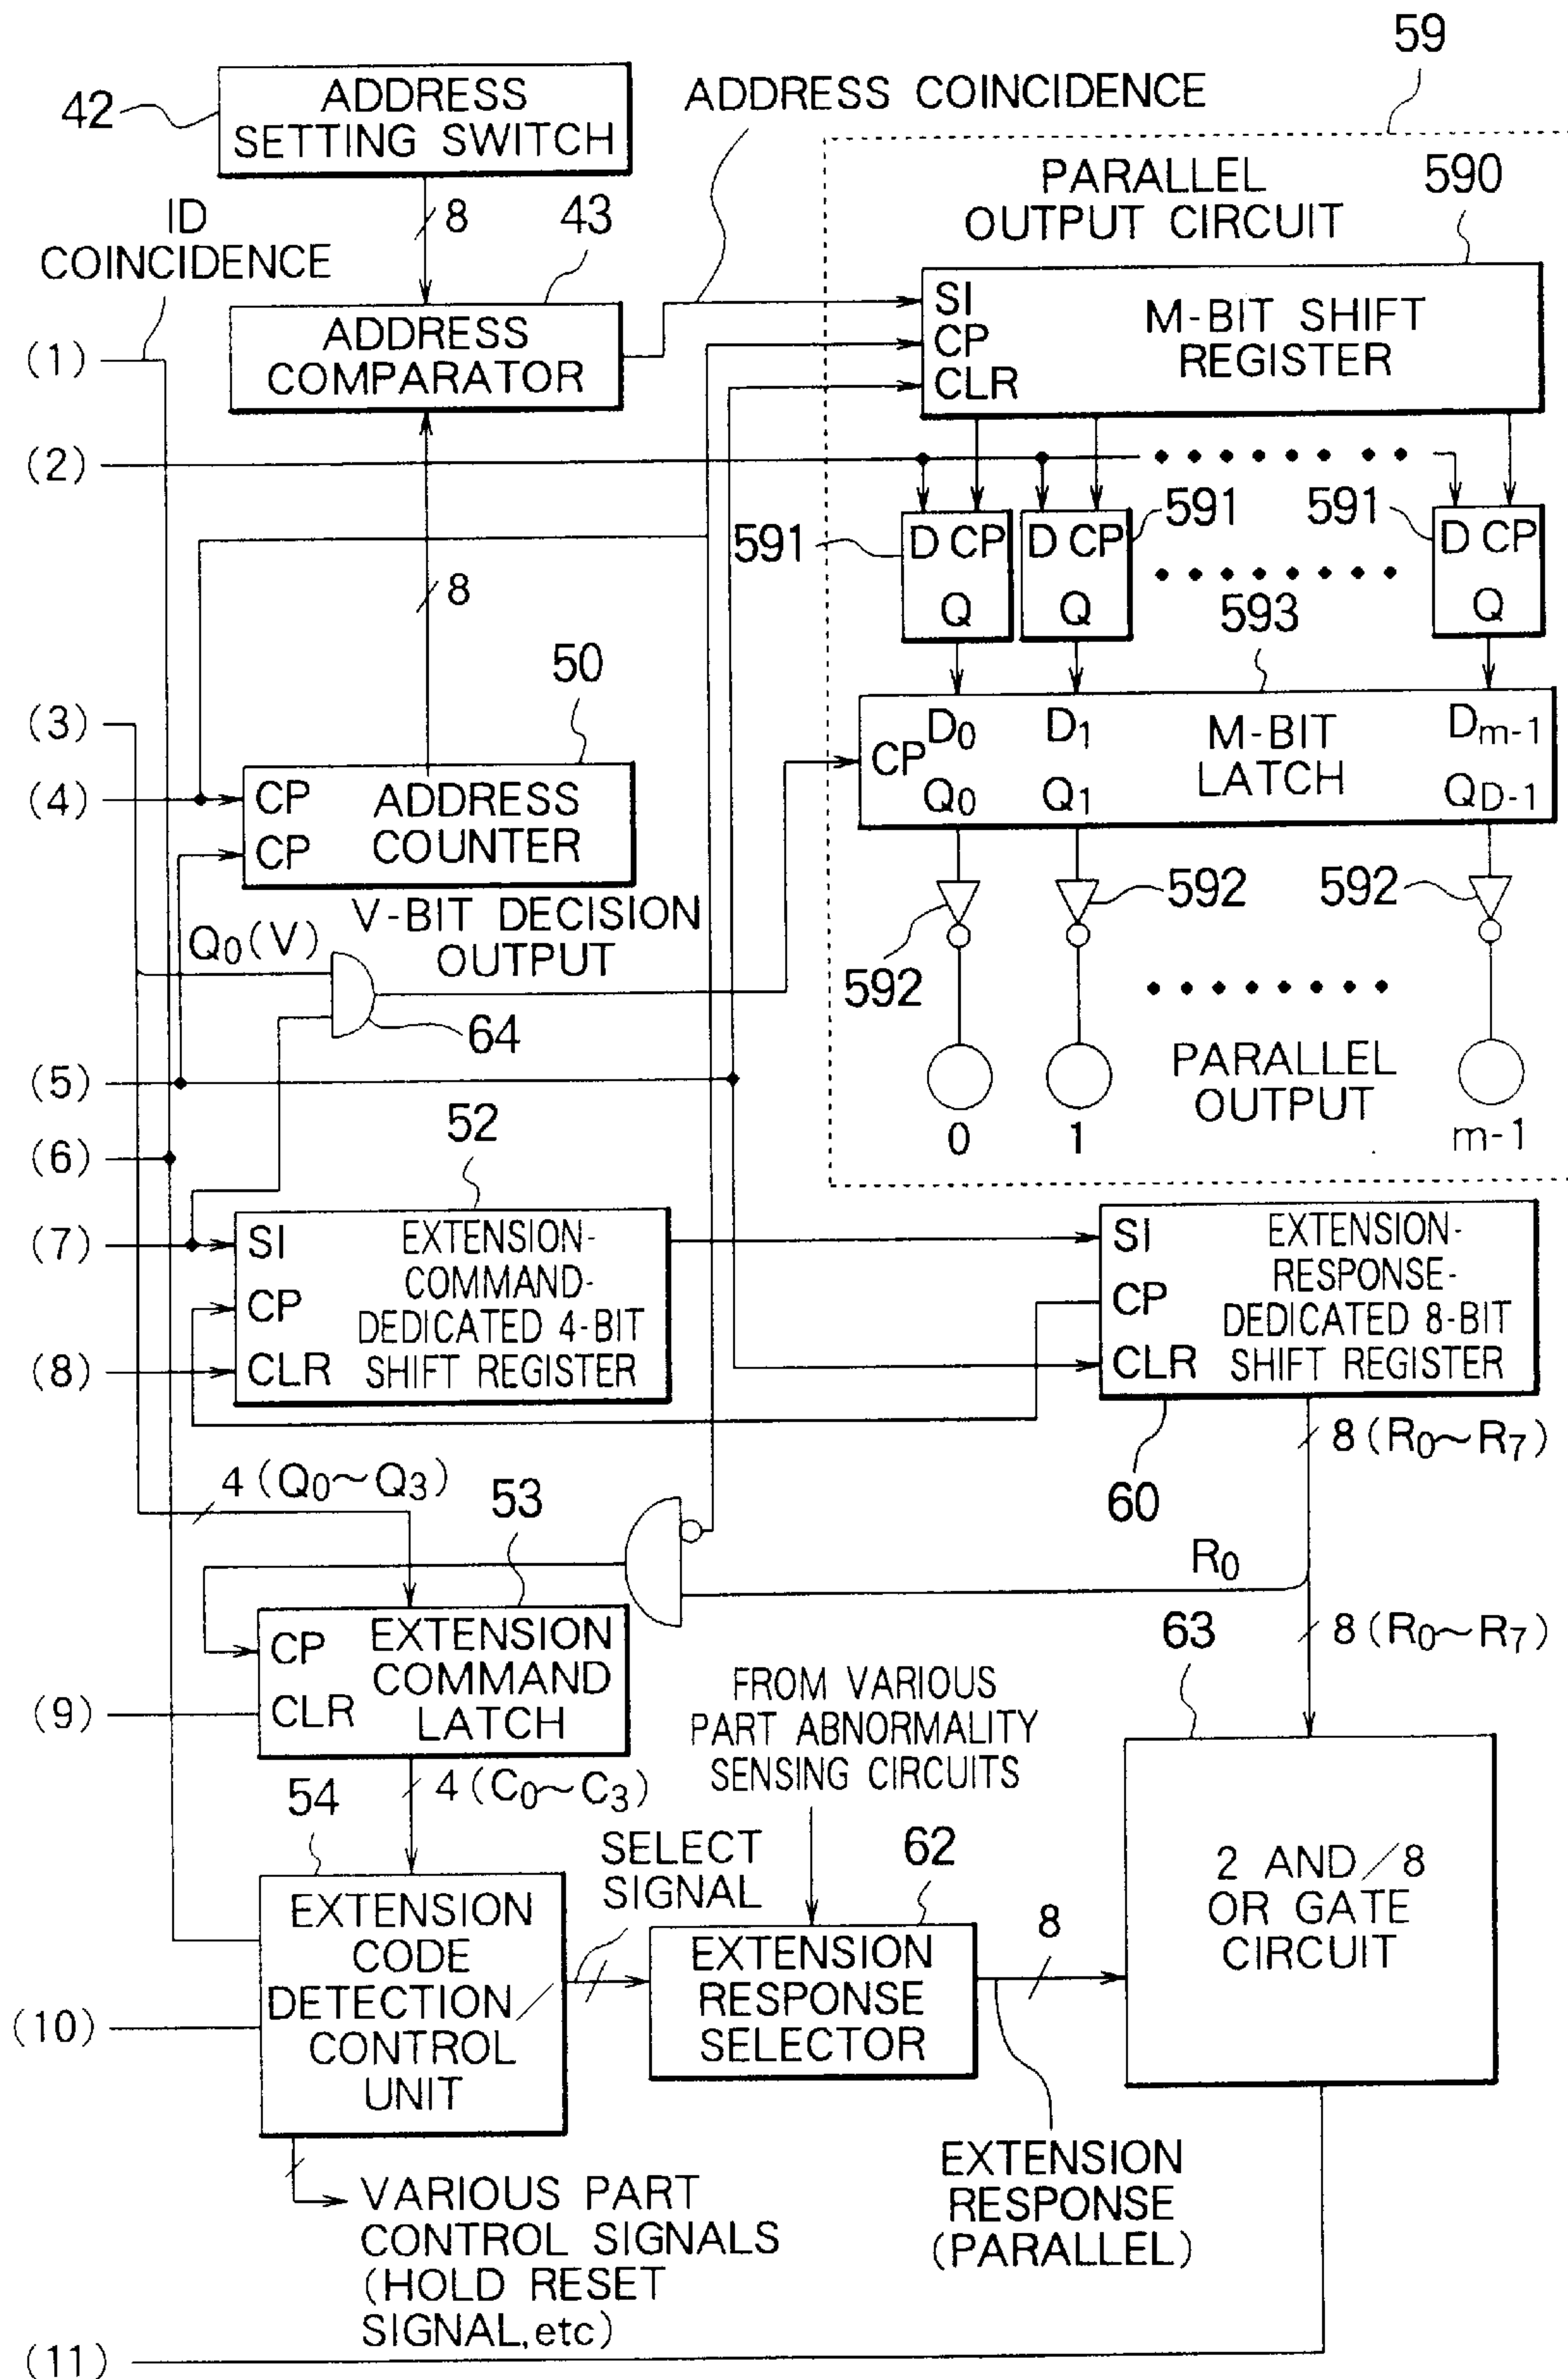 59
ADDRESS
SETTING SWITCH
42
ADDRESS COINCIDENCE
PARALLEL
OUTPUT CIRCUIT
590
ID
COINCIDENCE
8
43
SI
CP
CLR
M-BIT SHIFT
REGISTER
(1)
ADDRESS
COMPARATOR
(2)
591
D CP
Q
D CP
Q
591
591
D CP
Q
8
593
50
(3)
CP
D0
D1
Dm-1
M-BIT
LATCH
Q0
Q1
QD-1
(4)
CP
CP
ADDRESS
COUNTER
V-BIT DECISION
OUTPUT
Q0(V)
592
592
592
64
(5)
PARALLEL
OUTPUT
0
1
m-1
52
(6)
(7)
SI
CP
CLR
EXTENSION-
COMMAND-
DEDICATED 4-BIT
SHIFT REGISTER
SI
CP
CLR
EXTENSION-
RESPONSE-
DEDICATED 8-BIT
SHIFT REGISTER
(8)
8(R0~R7)
60
4(Q0~Q3)
53
R0
CP
CLR
EXTENSION
COMMAND
LATCH
63
8(R0~R7)
(9)
FROM VARIOUS
PART ABNORMALITY
SENSING CIRCUITS
54
4(C0~C3)
SELECT
SIGNAL
62
EXTENSION
CODE
DETECTION/
CONTROL
UNIT
EXTENSION
RESPONSE
SELECTOR
8
2 AND/8
OR GATE
CIRCUIT
(10)
VARIOUS PART
CONTROL SIGNALS
(HOLD RESET
SIGNAL,etc)
EXTENSION
RESPONSE
(PARALLEL)
(11)